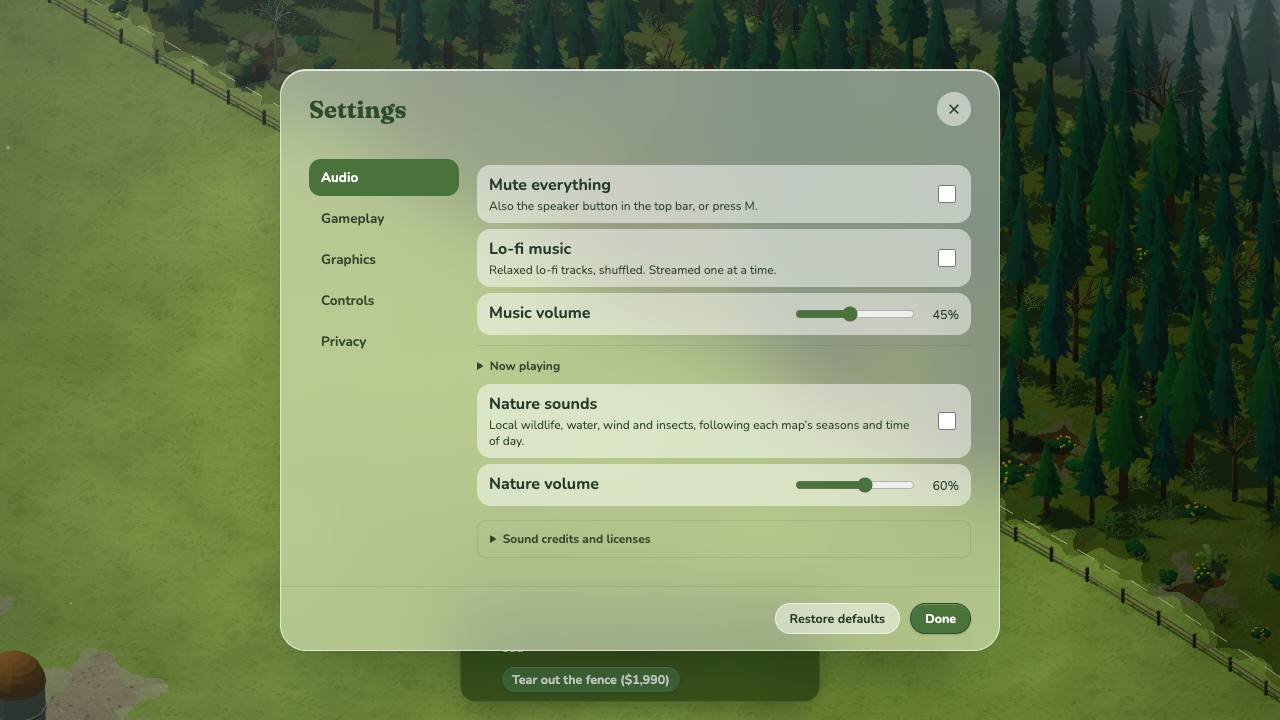 Settings
Audio
Gameplay
Graphics
Controls
Privacy
Mute everything
Also the speaker button in the top bar, or press M.
Lo-fi music
Relaxed lo-fi tracks, shuffled. Streamed one at a time.
Music volume
45%
Now playing
Nature sounds
Local wildlife, water, wind and insects, following each map's seasons and time
of day.
Nature volume
60%
Sound credits and licenses
Restore defaults
Done
Tear out the fence ($1,990)